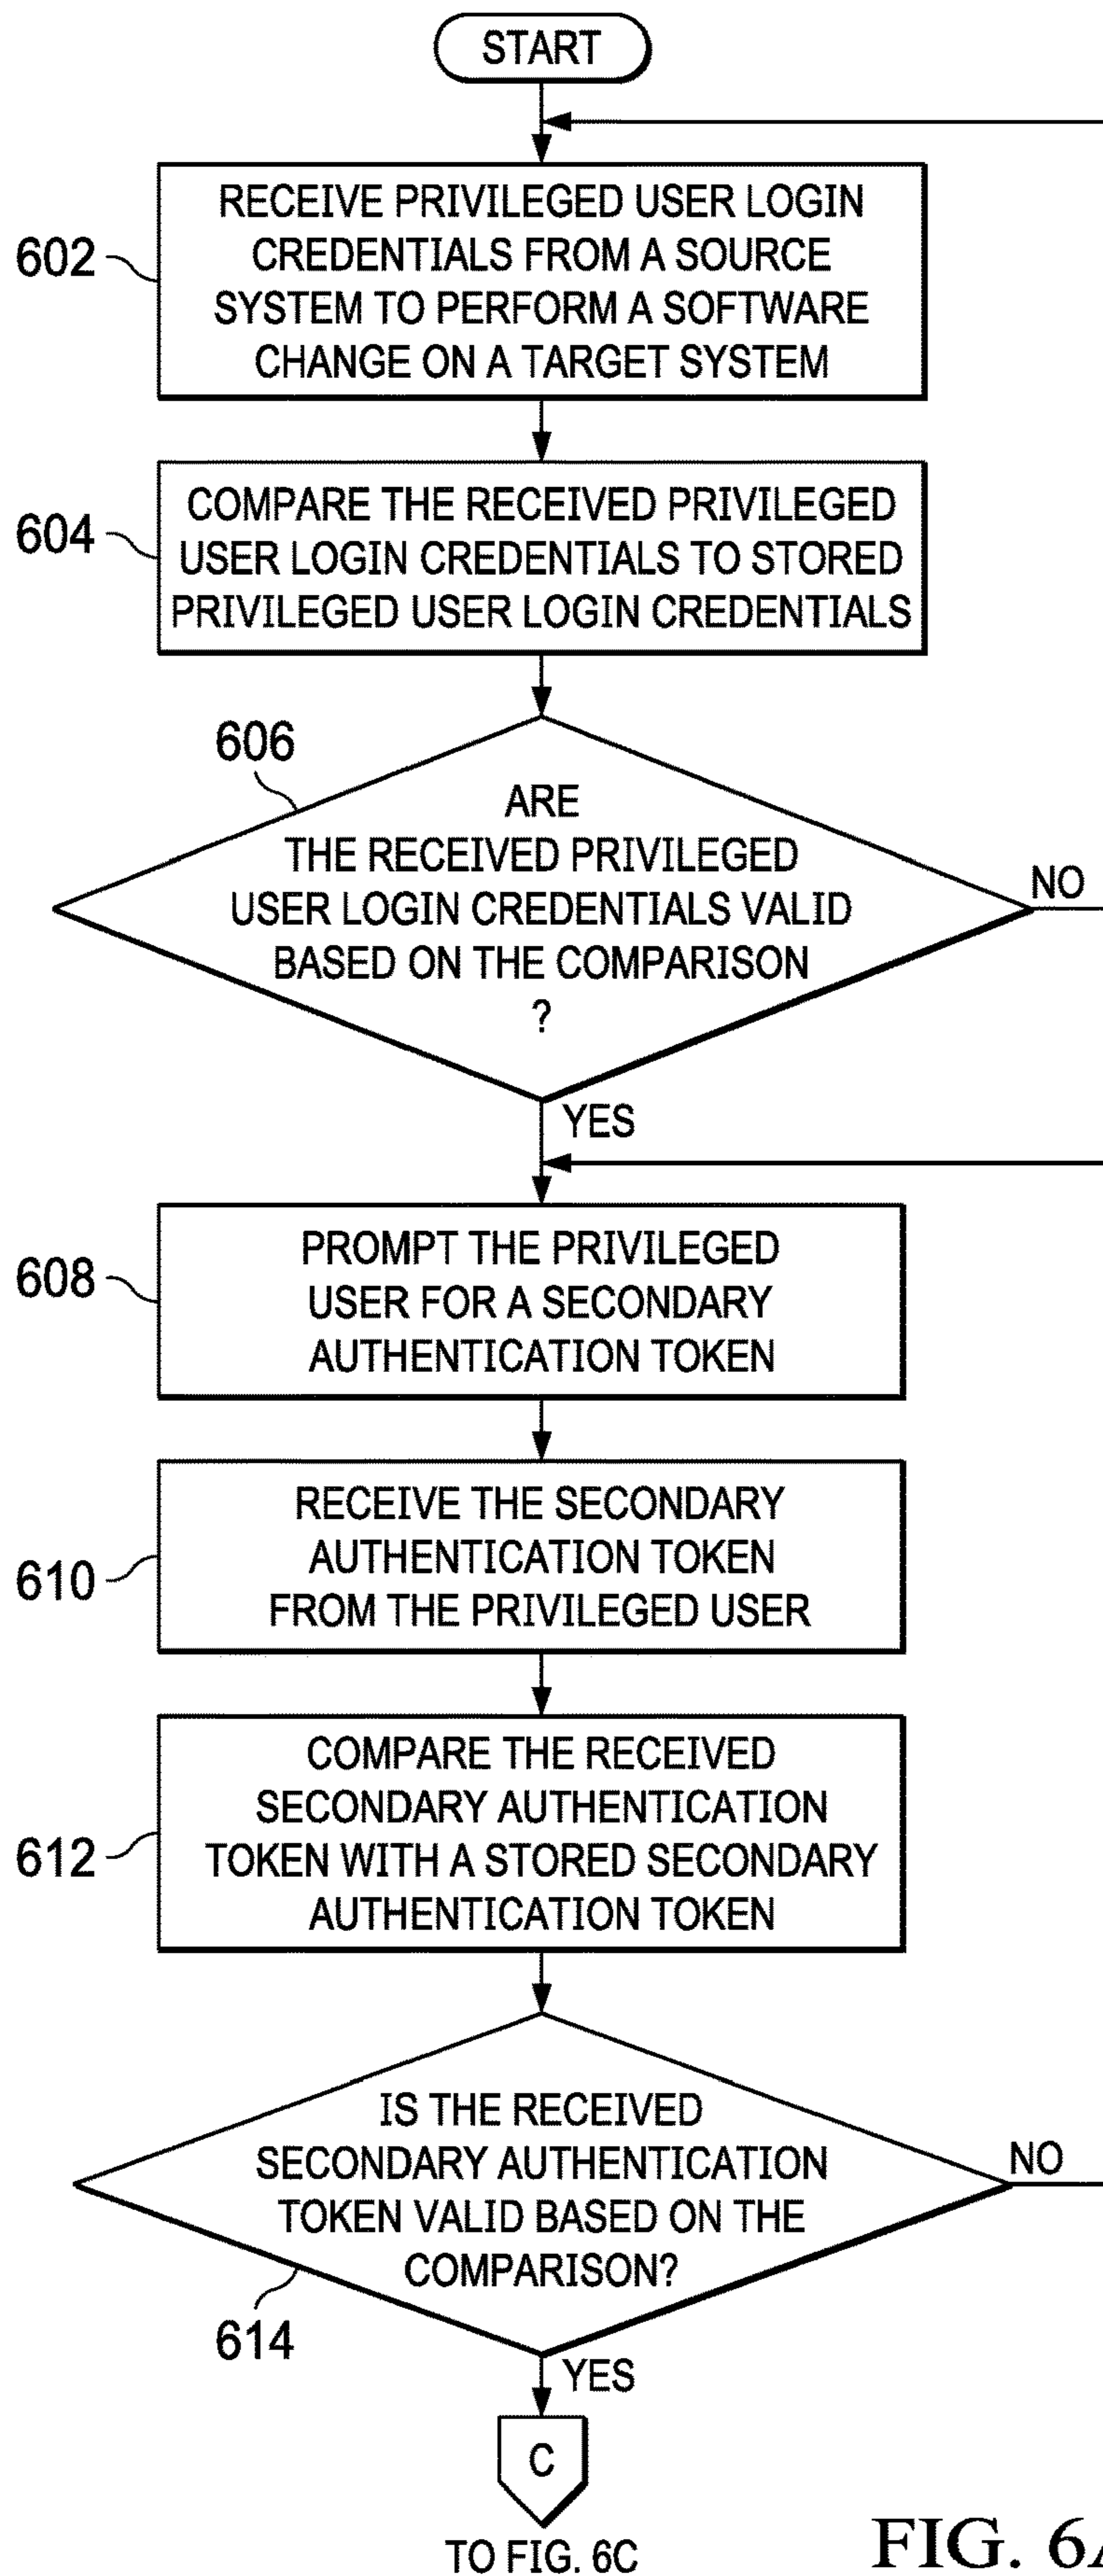 START
602
RECEIVE PRIVILEGED USER LOGIN
CREDENTIALS FROM A SOURCE
SYSTEM TO PERFORM A SOFTWARE
CHANGE ON A TARGET SYSTEM
604
COMPARE THE RECEIVED PRIVILEGED
USER LOGIN CREDENTIALS TO STORED
PRIVILEGED USER LOGIN CREDENTIALS
606
ARE
THE RECEIVED PRIVILEGED
USER LOGIN CREDENTIALS VALID
BASED ON THE COMPARISON
?
NO
YES
608
PROMPT THE PRIVILEGED
USER FOR A SECONDARY
AUTHENTICATION TOKEN
610
RECEIVE THE SECONDARY
AUTHENTICATION TOKEN
FROM THE PRIVILEGED USER
612
COMPARE THE RECEIVED
SECONDARY AUTHENTICATION
TOKEN WITH A STORED SECONDARY
AUTHENTICATION TOKEN
IS THE RECEIVED
SECONDARY AUTHENTICATION
TOKEN VALID BASED ON THE
COMPARISON?
NO
614
YES
C
TO FIG. 6C
FIG. 6A